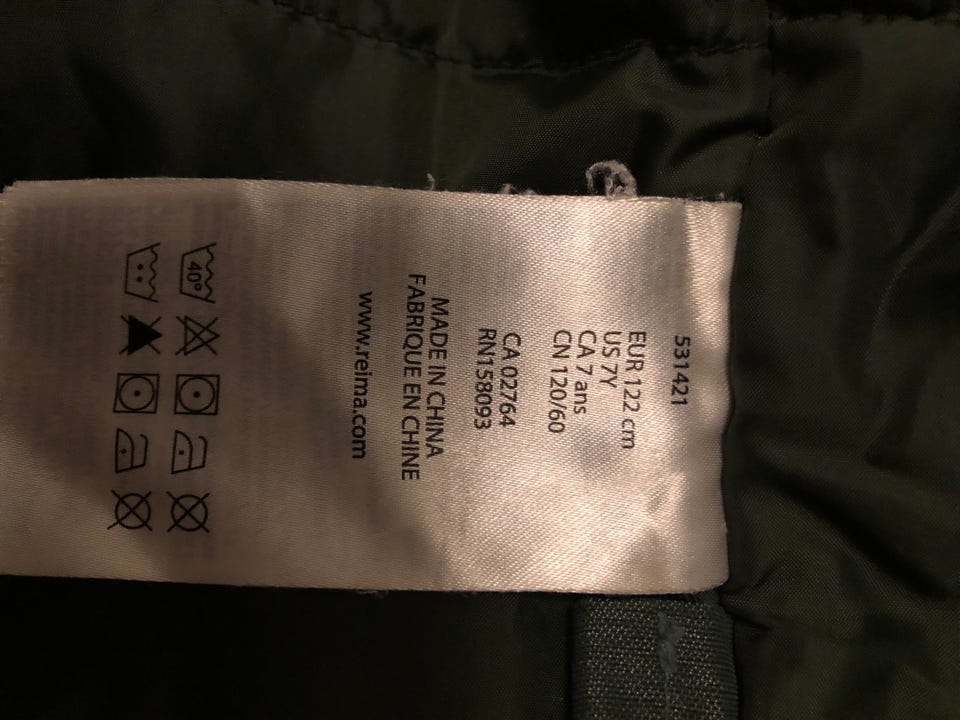 531421
EUR 122 cm
US 7Y
CA 7 ans
CN 120/60
CA 02764
RN158093
MADE IN CHINA
FABRIQUE EN CHINE
www.reima.com
40°